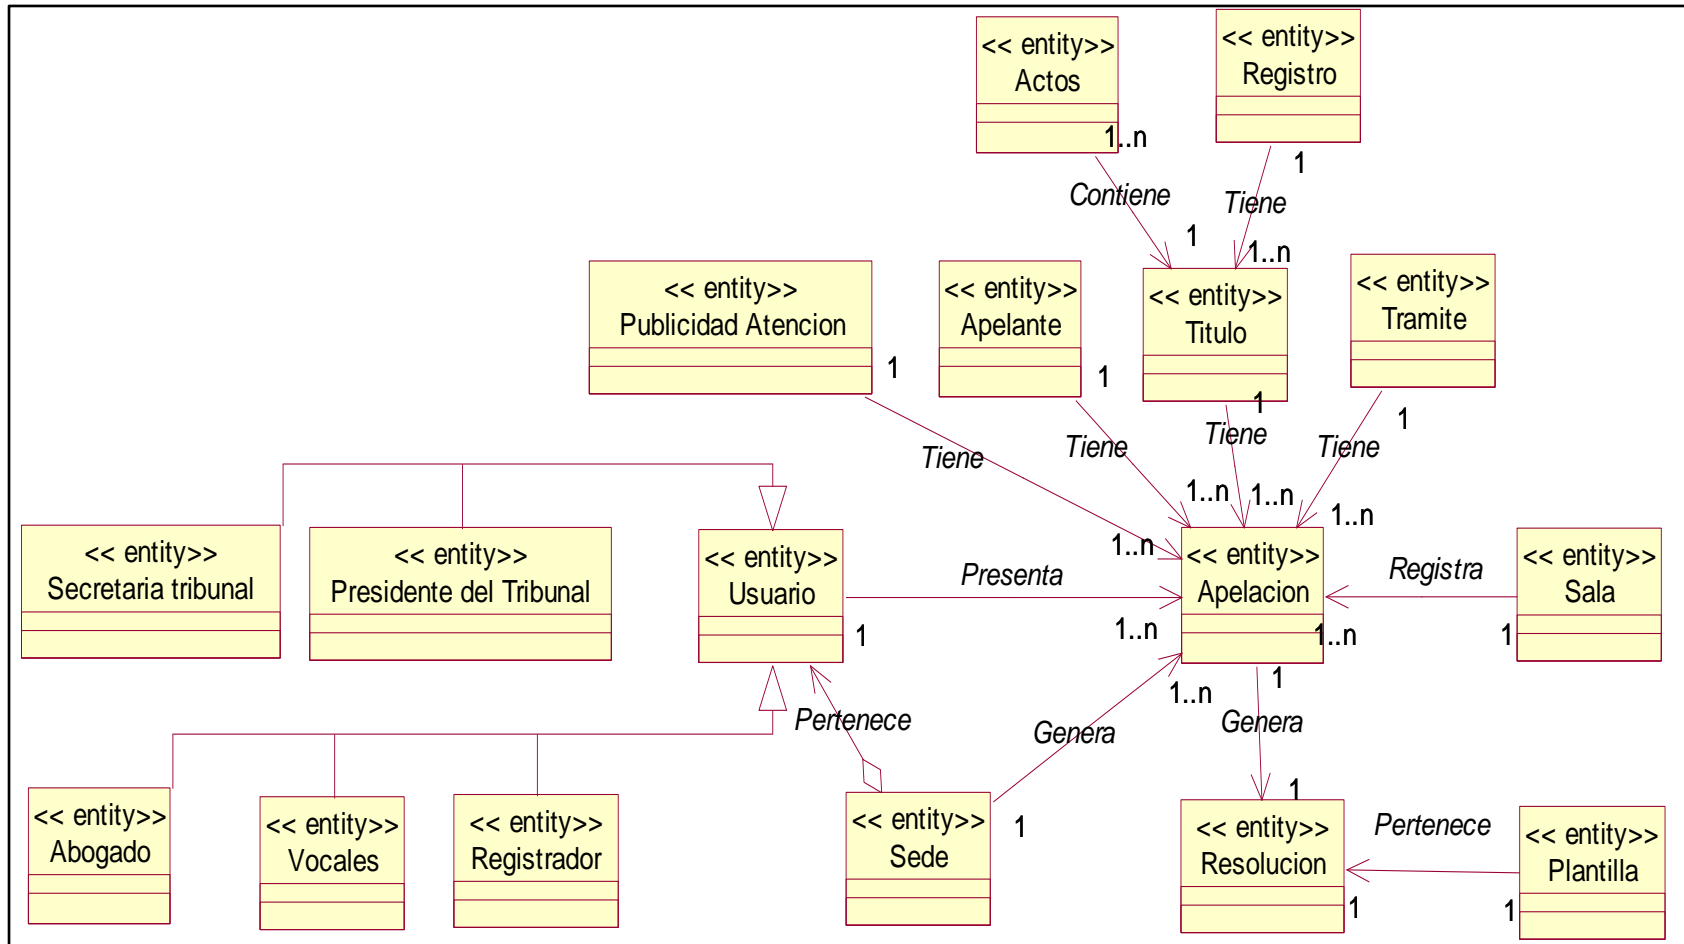 << entity>>
Actos
1..n
<< entity>>
Registro
1
Contiene
1
Tiene
1..n
<< entity>>
Publicidad Atencion
1
<< entity>>
Apelante
1
<< entity>>
Titulo
1
<< entity>>
Tramite
1
Tiene
1..n
Tiene
1..n
Tiene
1..n
Tiene
1..n
<< entity>>
Secretaria tribunal
<< entity>>
Presidente del Tribunal
<< entity>>
Usuario
1
Presenta
1..n
<< entity>>
Apelacion
1..n
1
Registra
<< entity>>
Sala
1
Pertenece
Genera
1..n
1
Genera
1
<< entity>>
Abogado
<< entity>>
Vocales
<< entity>>
Registrador
<< entity>>
Sede
<< entity>>
Resolucion
1
Pertenece
1
<< entity>>
Plantilla